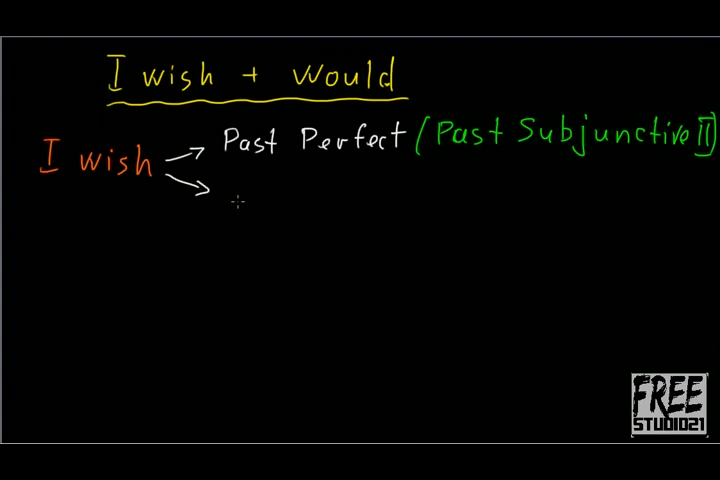 I wish + would
I wish Past Perfect (Past Subjunctive II)
FREE
STUDIO21